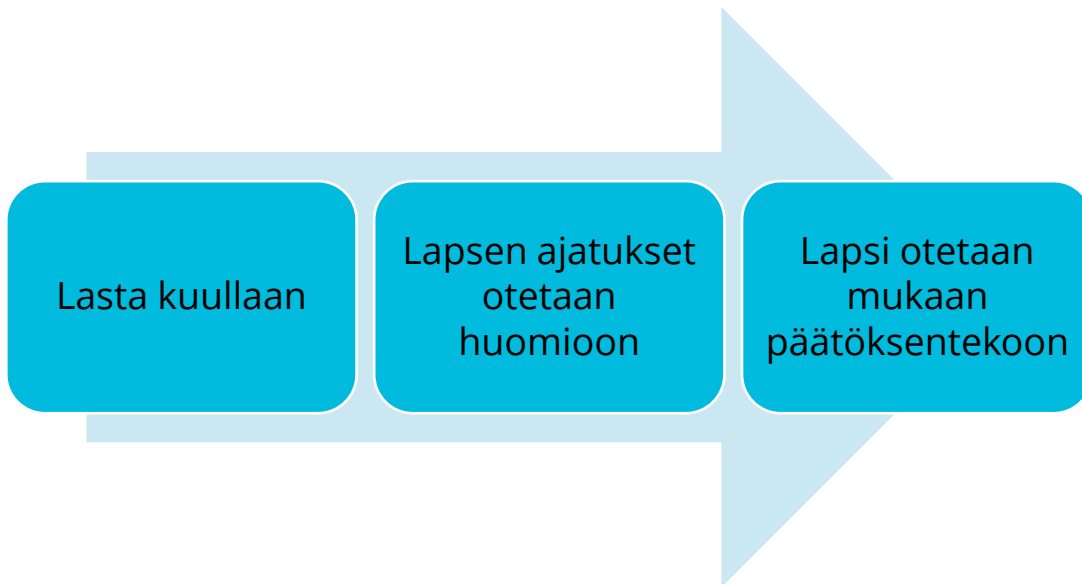 Lasta kuullaan
Lapsen ajatukset
otetaan
huomioon
Lapsi otetaan
mukaan
päätöksentekoon